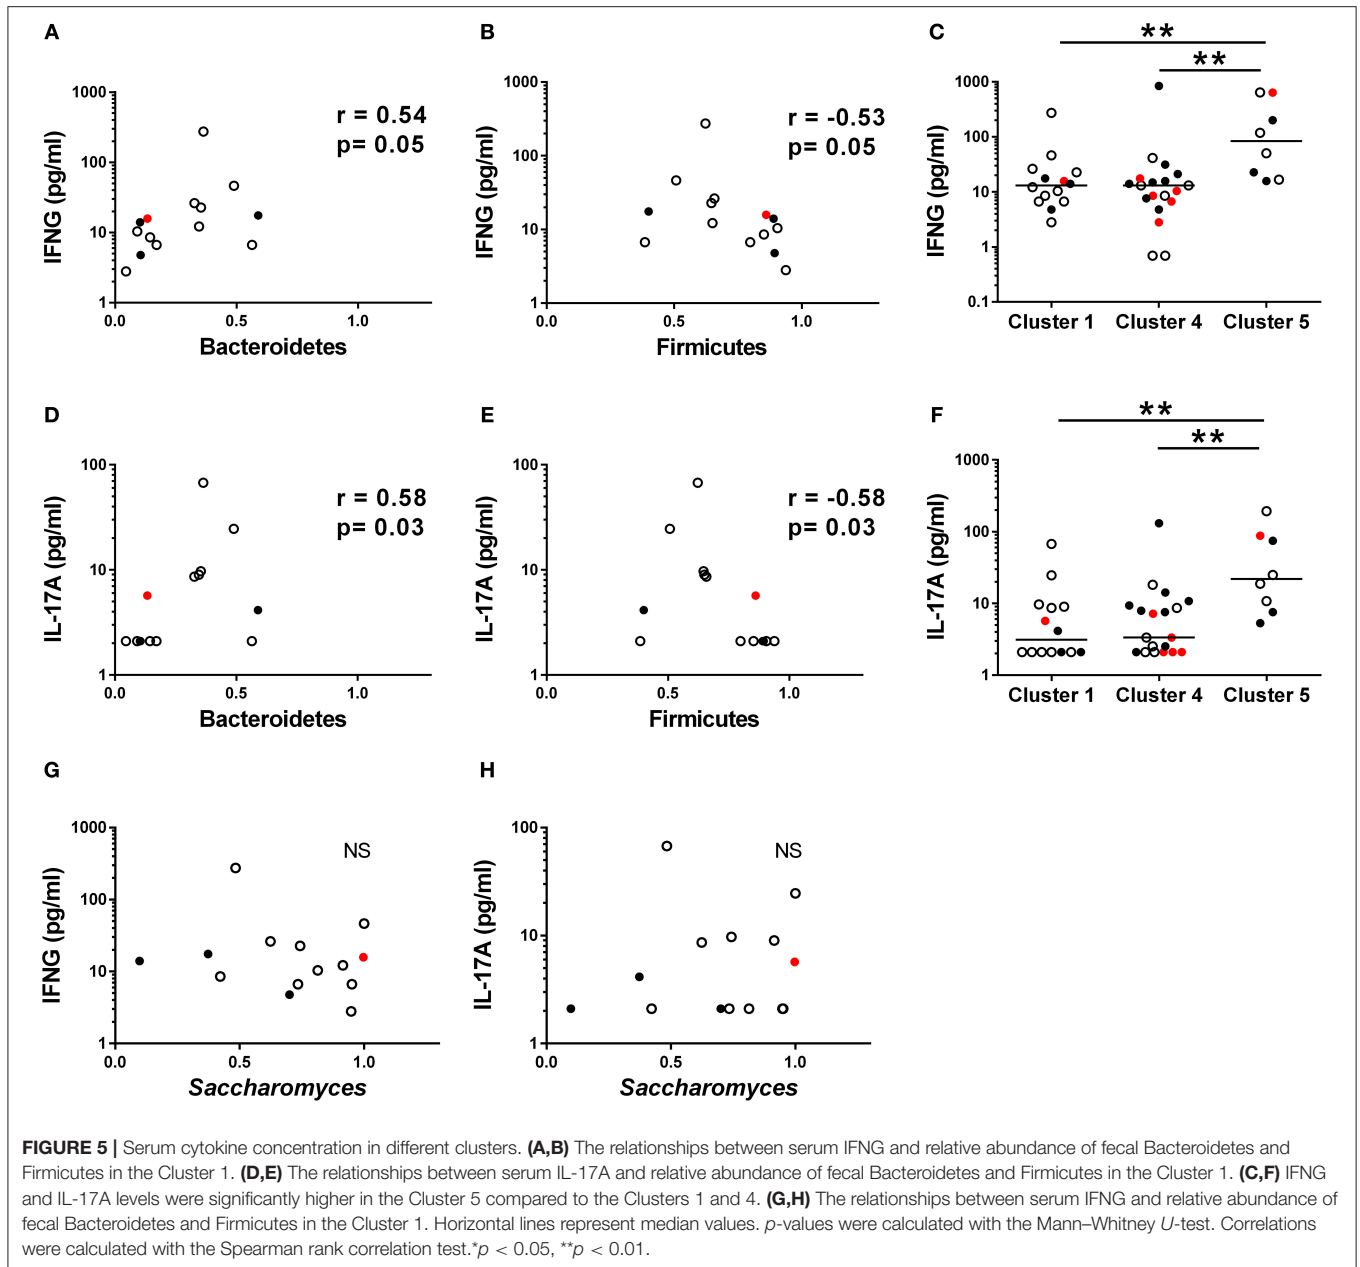 A
IFNG (pg/ml)
1000
100
10
1
r = 0.54
p= 0.05
0.0 0.5 1.0
Bacteroidetes
B
IFNG (pg/ml)
1000
100
10
1
r = -0.53
p= 0.05
0.0 0.5 1.0
Firmicutes
C
**
**
IFNG (pg/ml)
1000
100
10
1
0.1
Cluster 1 Cluster 4 Cluster 5
D
IL-17A (pg/ml)
100
10
1
r = 0.58
p= 0.03
0.0 0.5 1.0
Bacteroidetes
E
IL-17A (pg/ml)
100
10
1
r = -0.58
p= 0.03
0.0 0.5 1.0
Firmicutes
F
**
**
IL-17A (pg/ml)
1000
100
10
1
Cluster 1 Cluster 4 Cluster 5
G
IFNG (pg/ml)
1000
100
10
1
NS
0.0 0.5 1.0
Saccharomyces
H
IL-17A (pg/ml)
100
10
1
NS
0.0 0.5 1.0
Saccharomyces
FIGURE 5 | Serum cytokine concentration in different clusters. (A,B) The relationships between serum IFNG and relative abundance of fecal Bacteroidetes and
Firmicutes in the Cluster 1. (D,E) The relationships between serum IL-17A and relative abundance of fecal Bacteroidetes and Firmicutes in the Cluster 1. (C,F) IFNG
and IL-17A levels were significantly higher in the Cluster 5 compared to the Clusters 1 and 4. (G,H) The relationships between serum IFNG and relative abundance of
fecal Bacteroidetes and Firmicutes in the Cluster 1. Horizontal lines represent median values. p-values were calculated with the Mann–Whitney U-test. Correlations
were calculated with the Spearman rank correlation test.*p < 0.05, **p < 0.01.